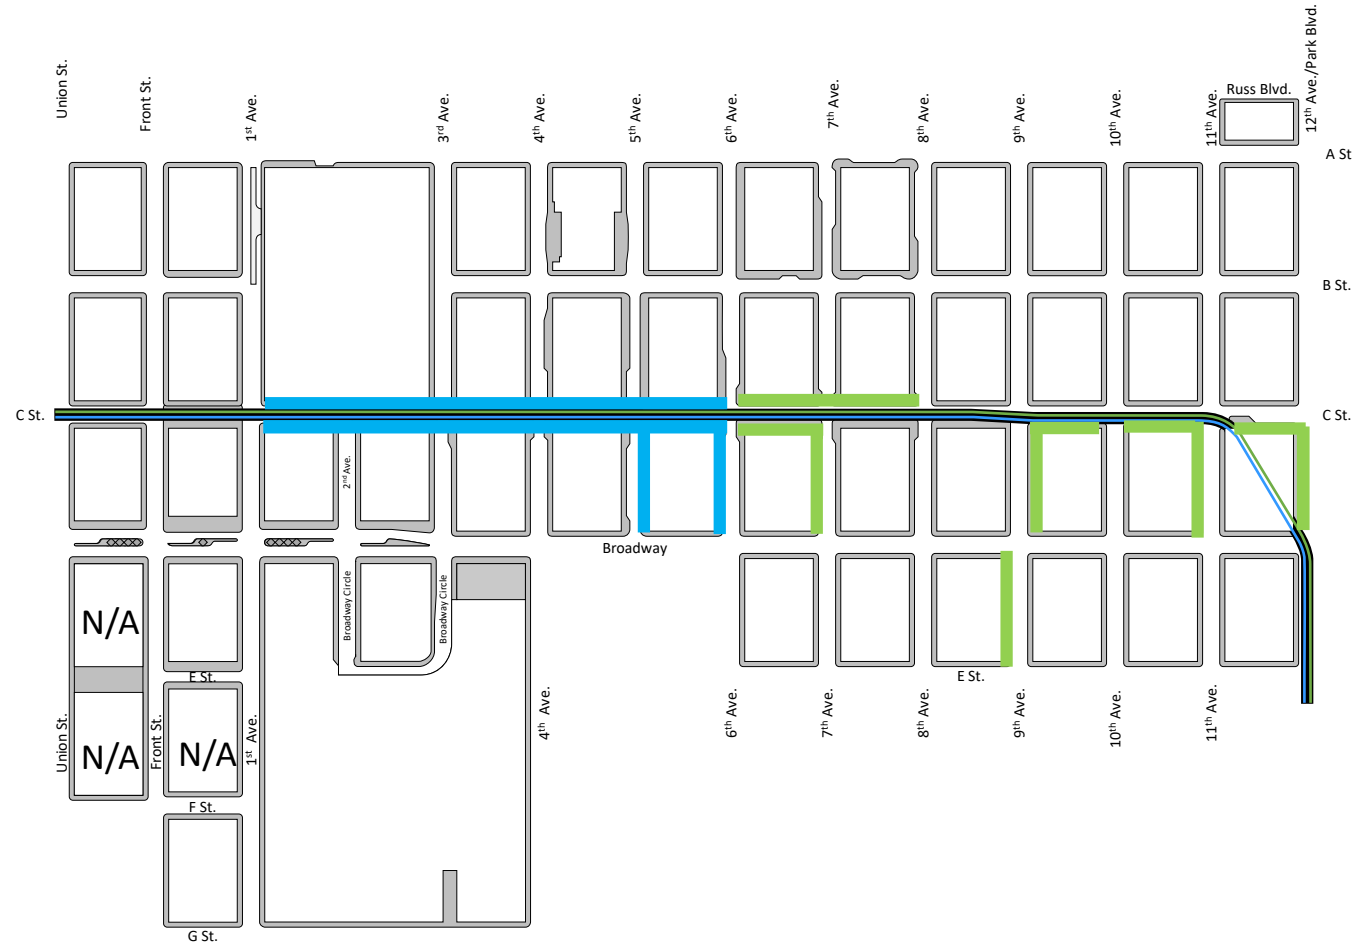 Union St.
Front St.
1st Ave.
3rd Ave.
4th Ave.
5th Ave.
6th Ave.
7th Ave.
8th Ave.
9th Ave.
10th Ave.
11th Ave.
12th Ave./Park Blvd.
Russ Blvd.
A St
B St.
C St.
C St.
2nd Ave.
Broadway
Broadway Circle
Broadway Circle
N/A
E St.
E St.
Union St.
N/A
Front St.
N/A
1st Ave.
4th Ave.
6th Ave.
7th Ave.
8th Ave.
9th Ave.
10th Ave.
11th Ave.
F St.
G St.